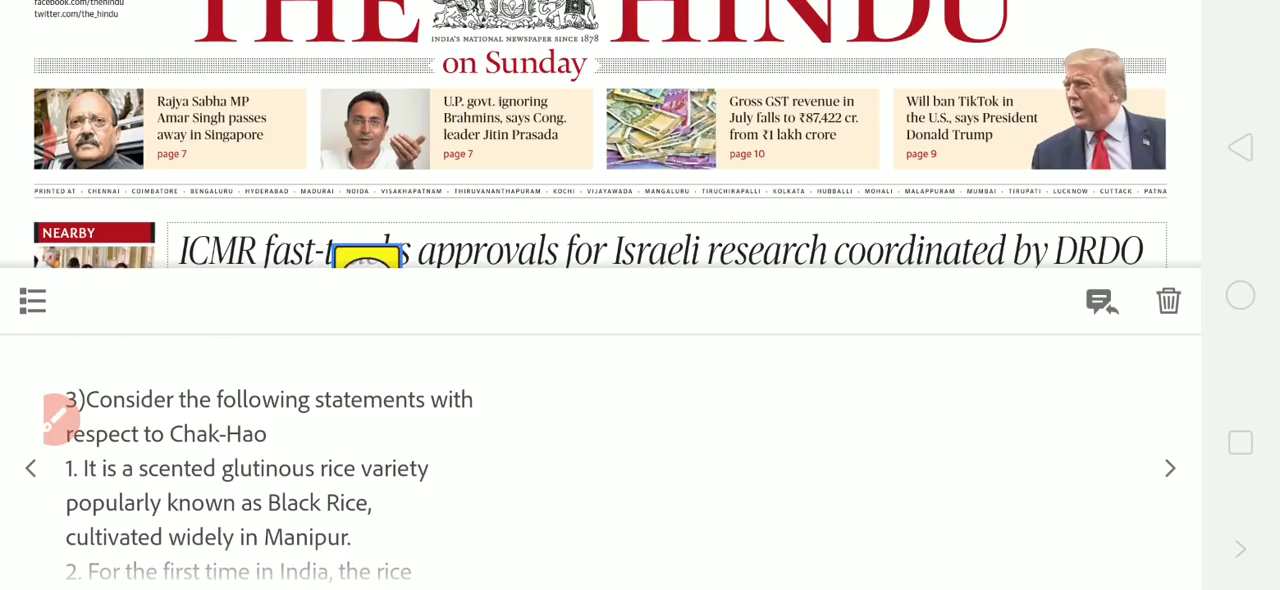 facebook.com/thehindu
twitter.com/the_hindu
THE HINDU
INDIA'S NATIONAL NEWSPAPER SINCE 1878
on Sunday
Rajya Sabha MP
Amar Singh passes
away in Singapore
page 7
U.P. govt. ignoring
Brahmins, says Cong.
leader Jitin Prasada
page 7
Gross GST revenue in
July falls to ₹87,422 cr.
from ₹1 lakh crore
page 10
Will ban TikTok in
the U.S., says President
Donald Trump
page 9
PRINTED AT • CHENNAI • COIMBATORE • BENGALURU • HYDERABAD • MADURAI • NOIDA • VISAKHAPATNAM • THIRUVANANTHAPURAM • KOCHI • VIJAYAWADA • MANGALURU • TIRUCHIRAPALLI • KOLKATA • HUBBALLI • MOHALI • MALAPPURAM • MUMBAI • TIRUPATI • LUCKNOW • CUTTACK • PATNA
NEARBY
ICMR fast-tracks approvals for Israeli research coordinated by DRDO
3)Consider the following statements with
respect to Chak-Hao
1. It is a scented glutinous rice variety
popularly known as Black Rice,
cultivated widely in Manipur.
2. For the first time in India, the rice